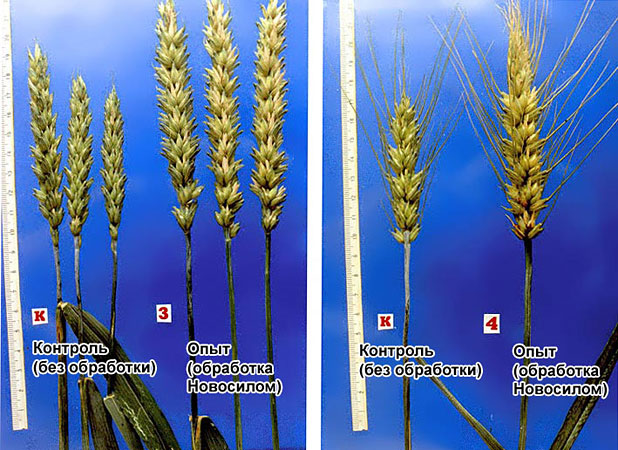 К
3
Контроль
(без обработки)
Опыт
(обработка
Новосилом)
К
4
Контроль
(без обработки)
Опыт
(обработка
Новосилом)